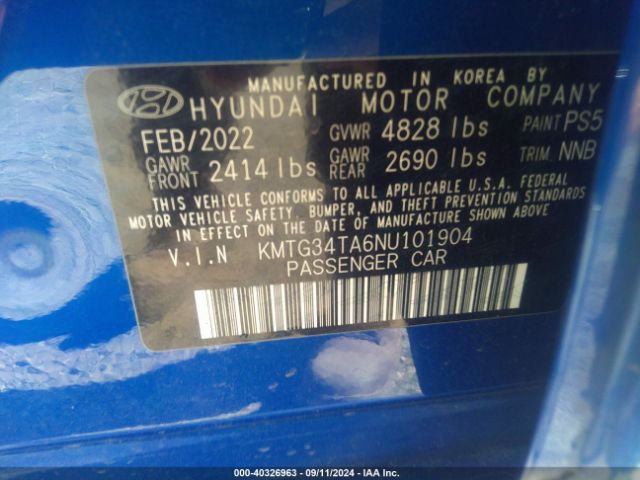 MANUFACTURED IN KOREA BY
HYUNDAI MOTOR COMPANY
FEB/2022 GVWR 4828 lbs PAINT PS5
GAWR FRONT 2414 lbs GAWR REAR 2690 lbs TRIM NNB
THIS VEHICLE CONFORMS TO ALL APPLICABLE U.S.A. FEDERAL
MOTOR VEHICLE SAFETY, BUMPER, AND THEFT PREVENTION STANDARDS
IN EFFECT ON THE DATE OF MANUFACTURE SHOWN ABOVE.
V.I.N KMTG34TA6NU101904
PASSENGER CAR
000-40326963 - 09/11/2024 - IAA Inc.